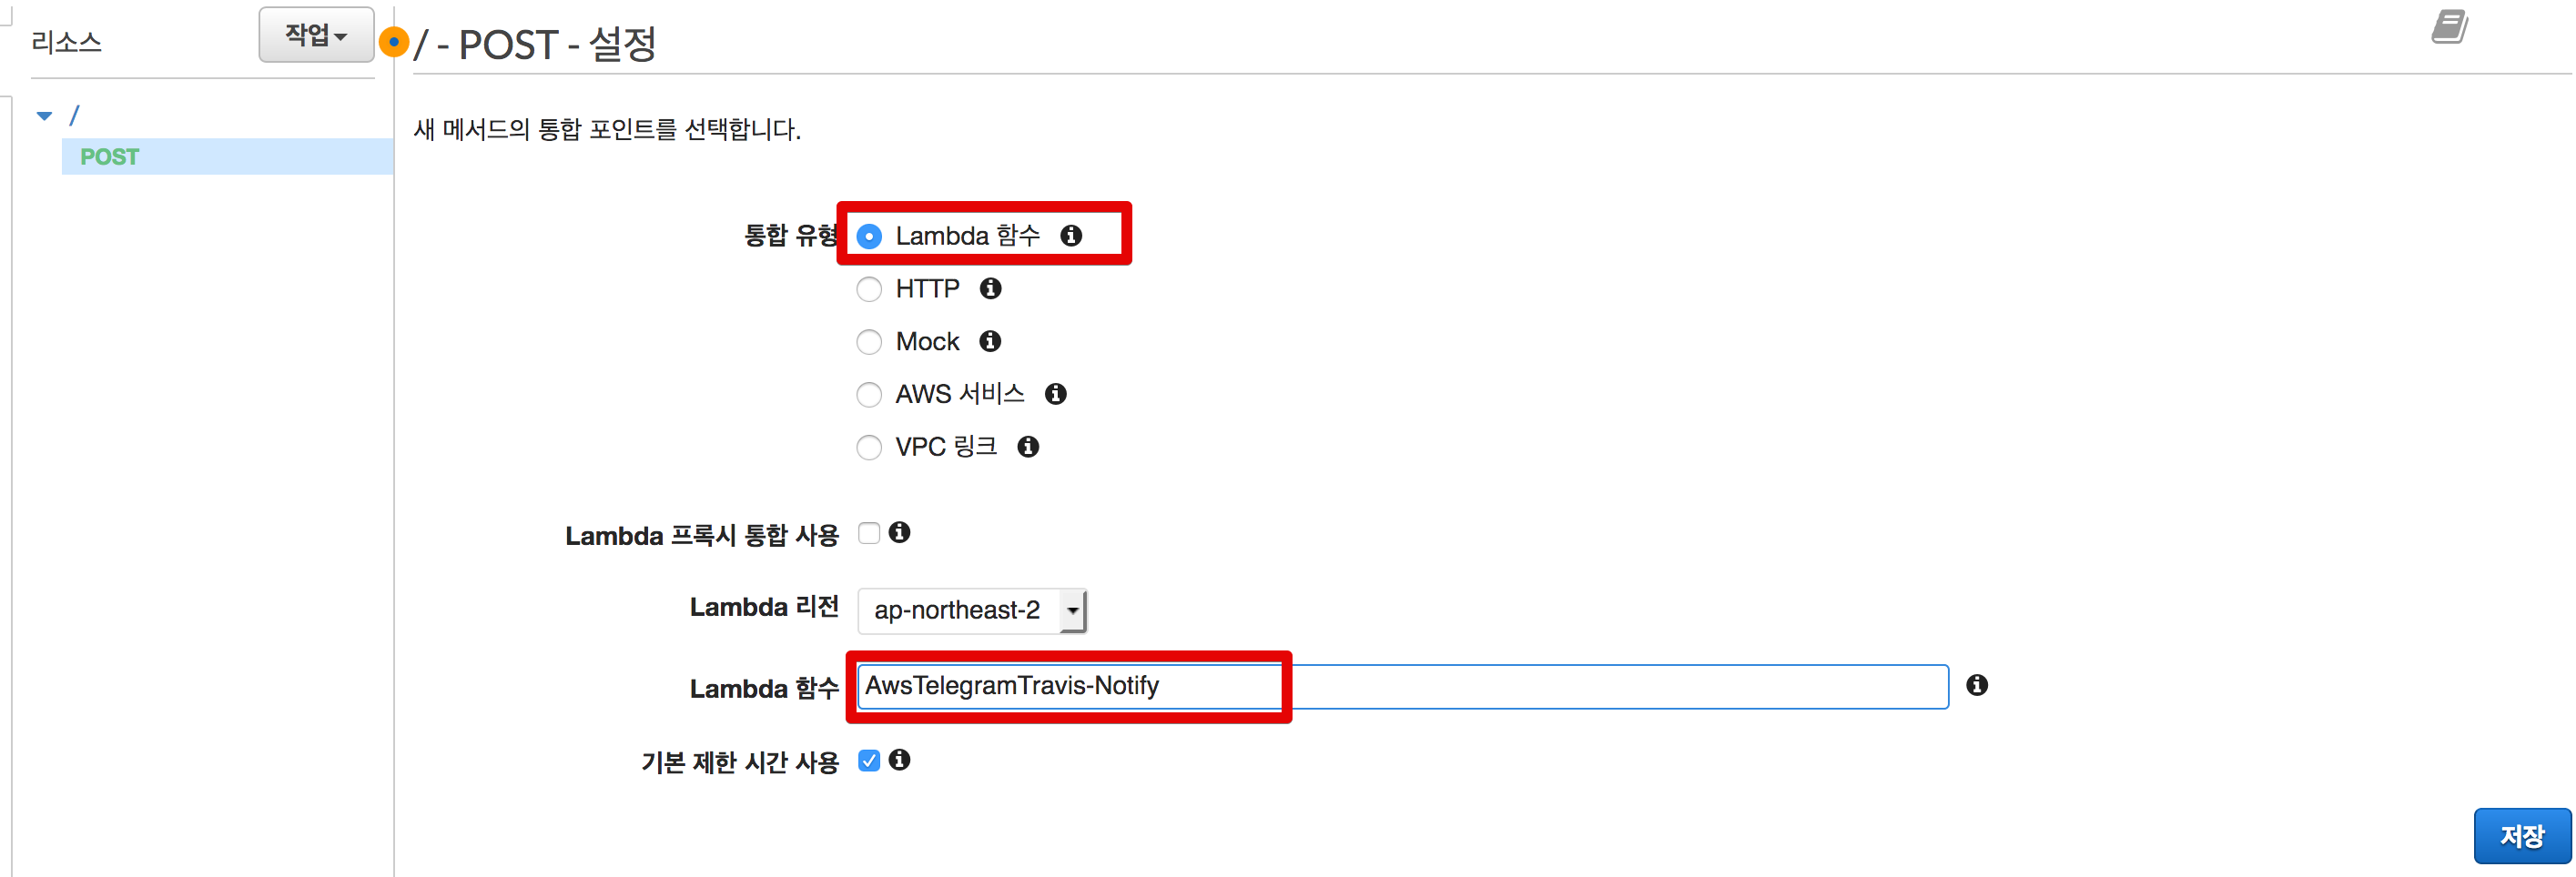 리소스
작업
/ - POST - 설정
/
POST
새 메서드의 통합 포인트를 선택합니다.
통합 유형
Lambda 함수
HTTP
Mock
AWS 서비스
VPC 링크
Lambda 프록시 통합 사용
Lambda 리전
ap-northeast-2
Lambda 함수
AwsTelegramTravis-Notify
기본 제한 시간 사용
저장